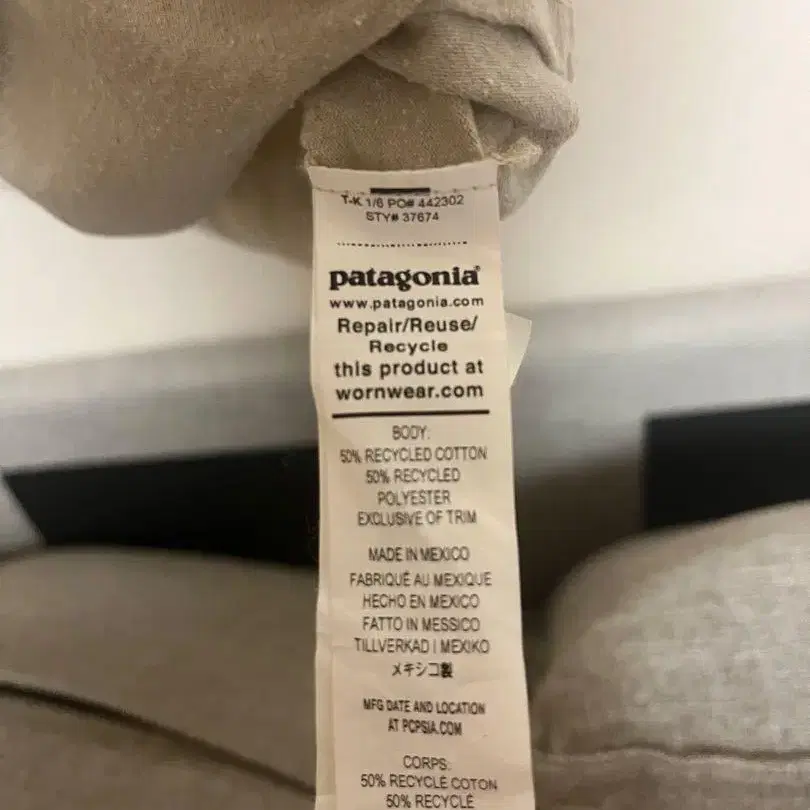 T-K 1/6 PO# 442302
STY# 37674
patagonia®
www.patagonia.com
Repair/Reuse/
Recycle
this product at
wornwear.com
BODY:
50% RECYCLED COTTON
50% RECYCLED
POLYESTER
EXCLUSIVE OF TRIM
MADE IN MEXICO
FABRIQUÉ AU MEXIQUE
HECHO EN MEXICO
FATTO IN MESSICO
TILLVERKAD I MEXIKO
メキシコ製
MFG DATE AND LOCATION
AT PCPSIA.COM
CORPS:
50% RECYCLÉ COTON
50% RECYCLÉ